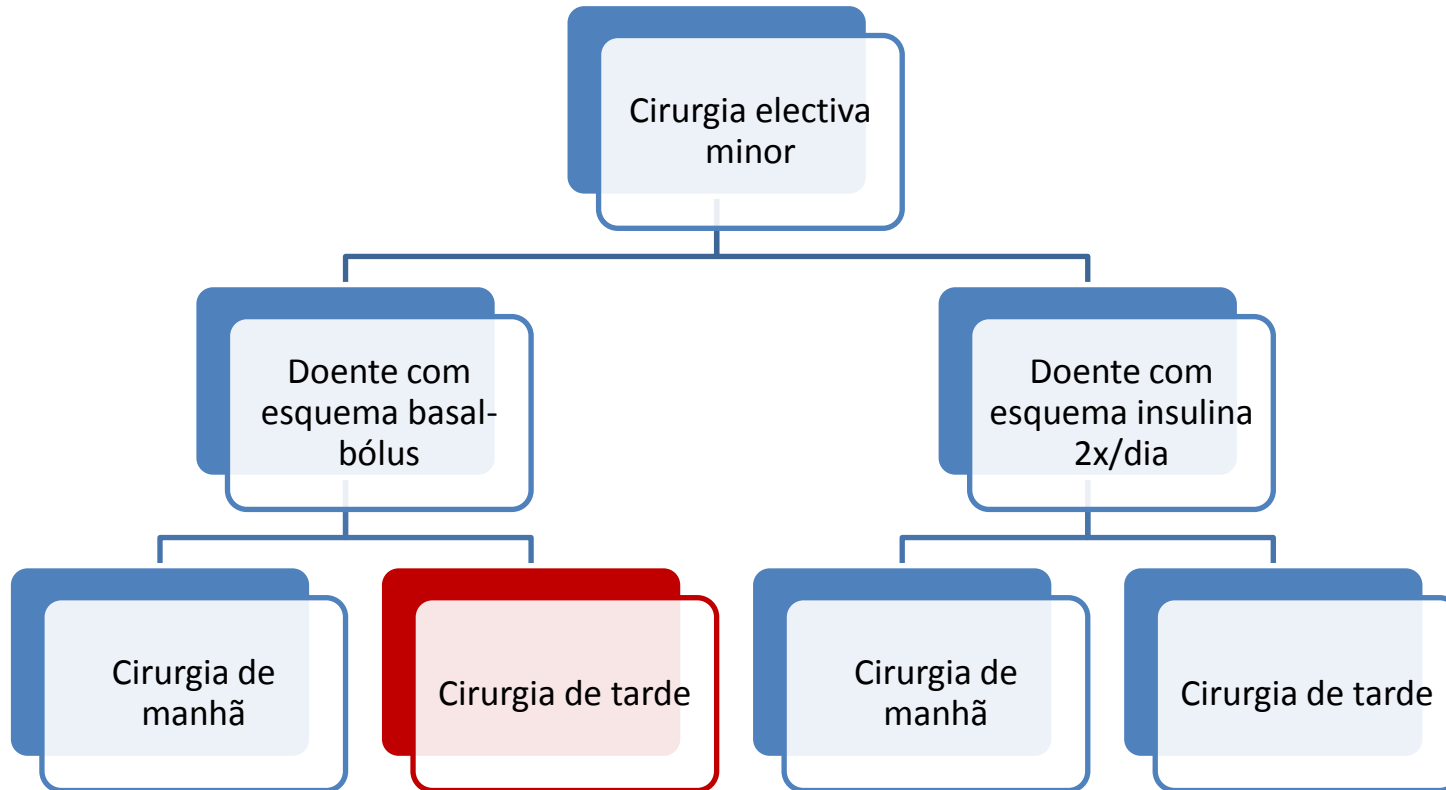 Cirurgia electiva
minor
Doente com
esquema basal-
bólus
Doente com
esquema insulina
2x/dia
Cirurgia de
manhã
Cirurgia de tarde
Cirurgia de
manhã
Cirurgia de tarde